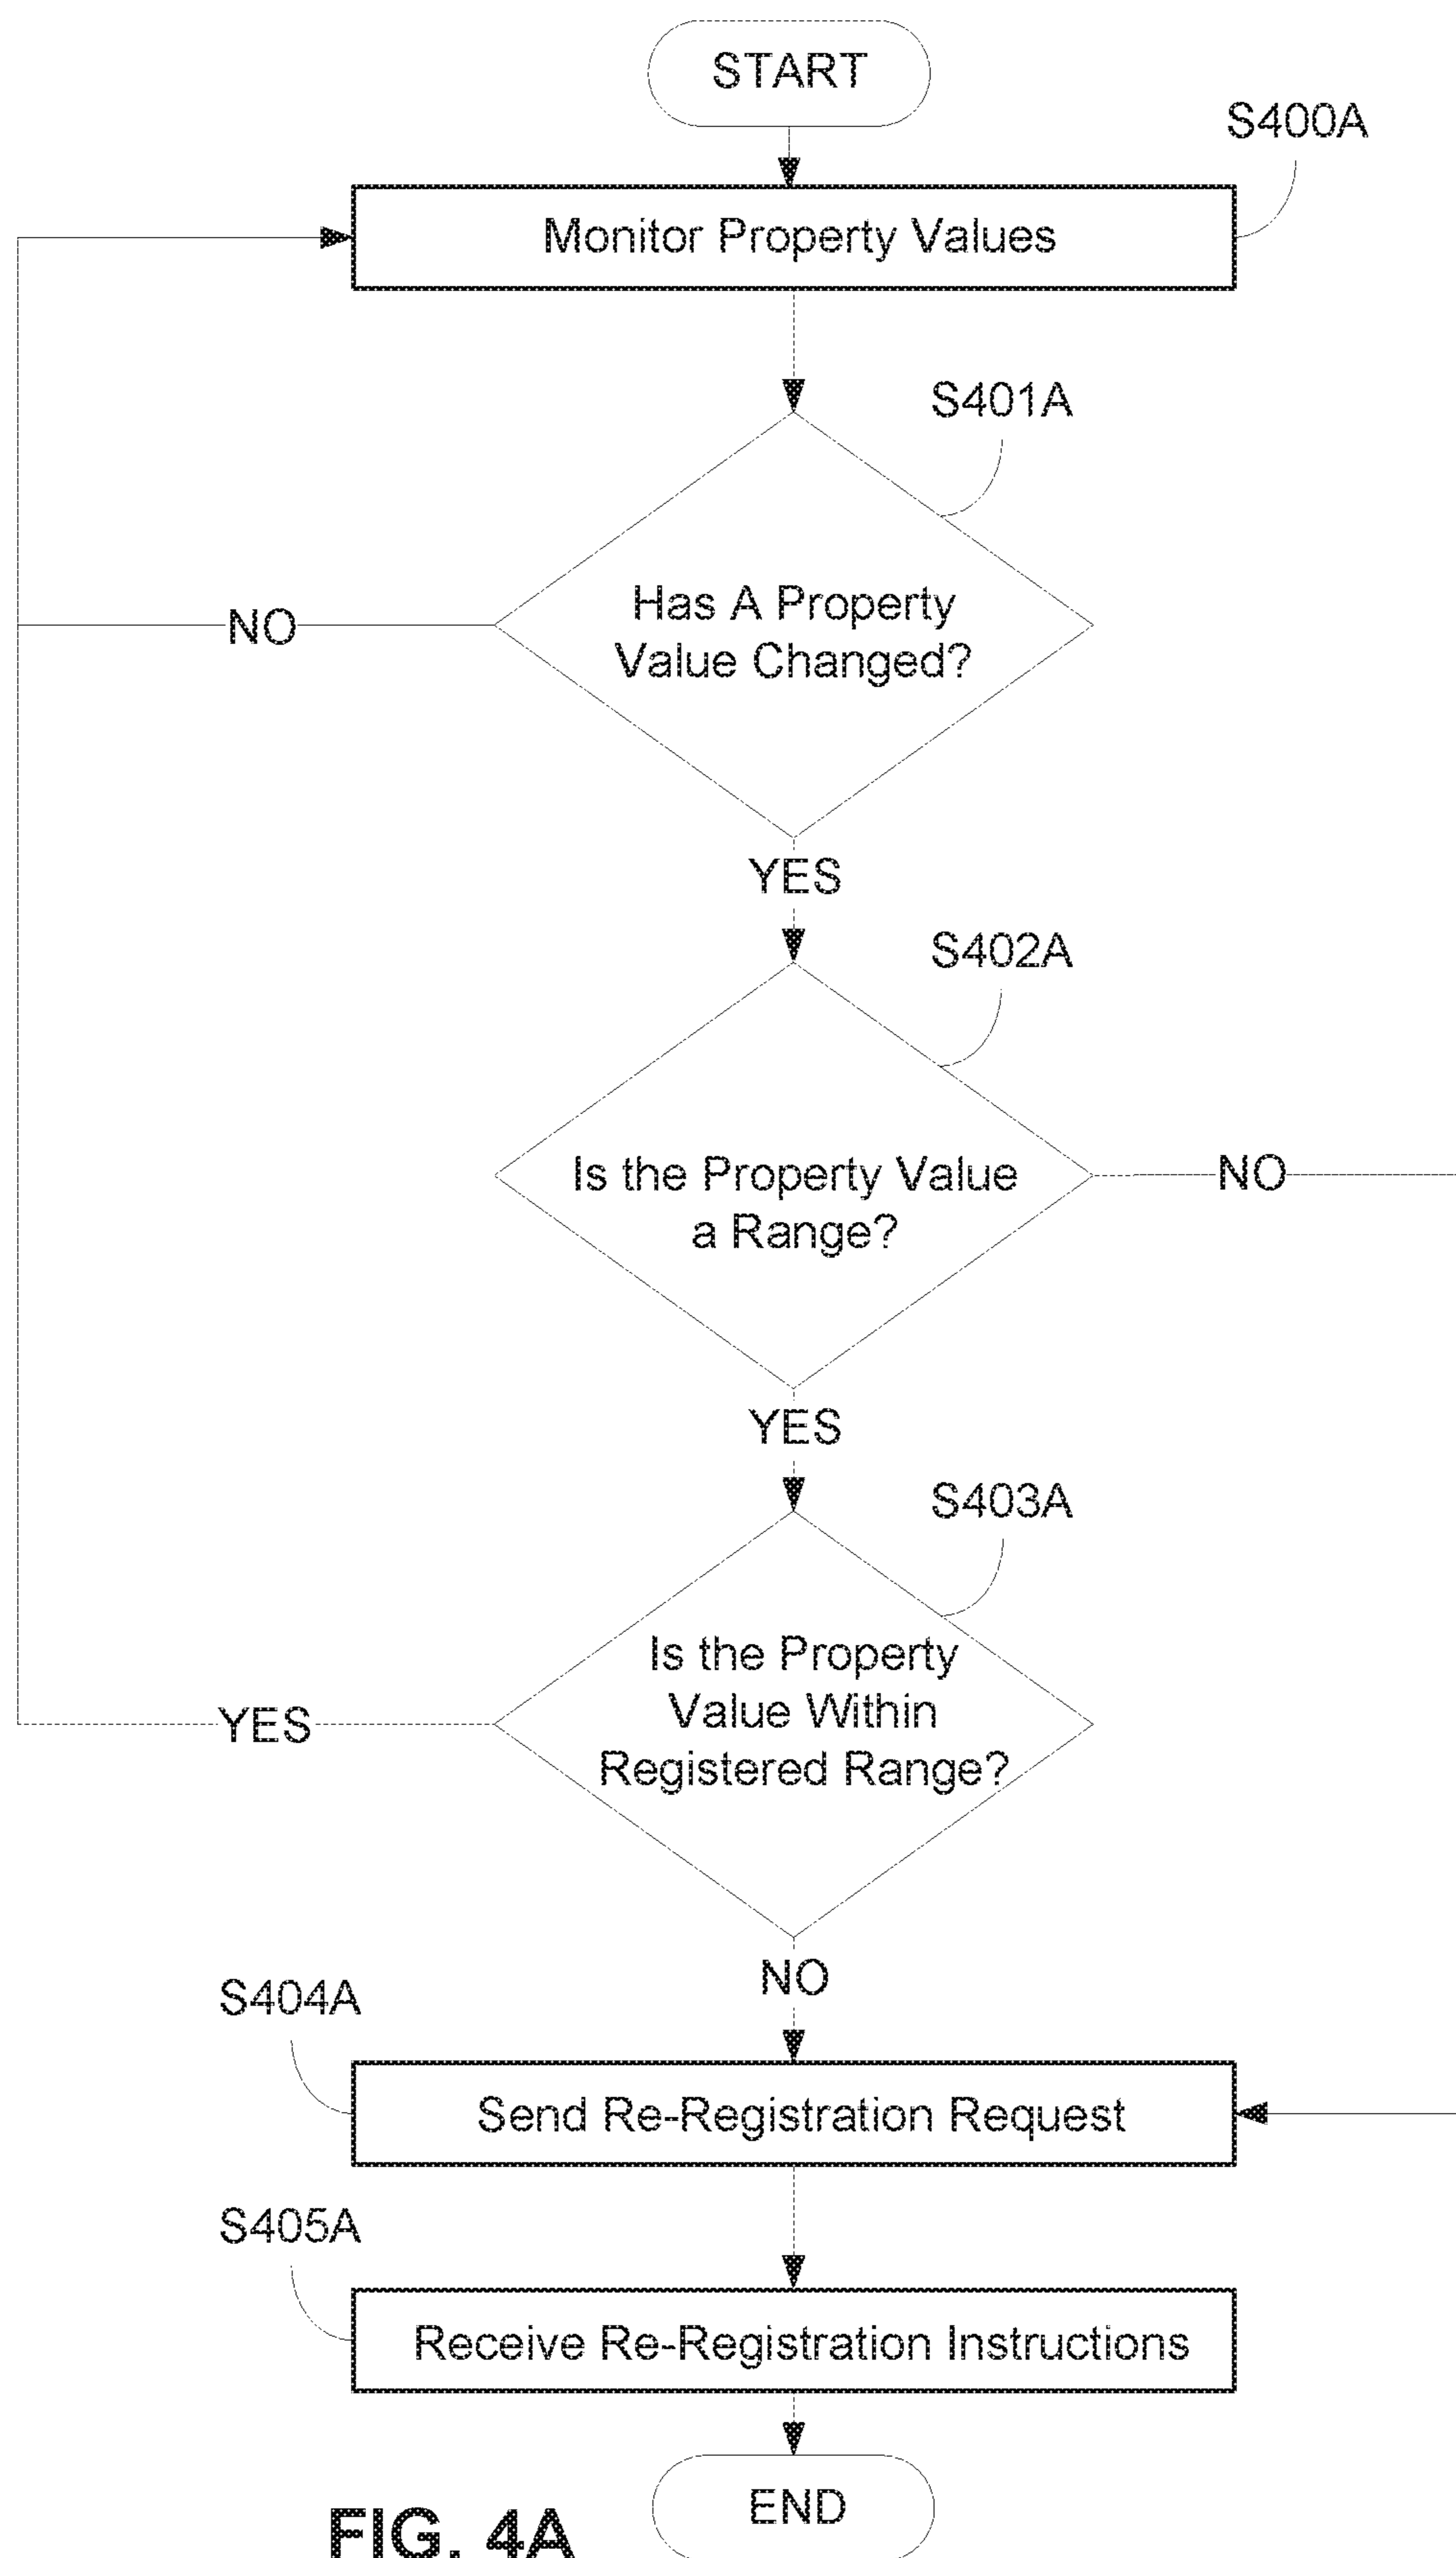 START
S400A
Monitor Property Values
S401A
Has A Property
Value Changed?
NO
YES
S402A
Is the Property Value
a Range?
NO
YES
S403A
Is the Property
Value Within
Registered Range?
YES
NO
S404A
Send Re-Registration Request
S405A
Receive Re-Registration Instructions
END
FIG. 4A